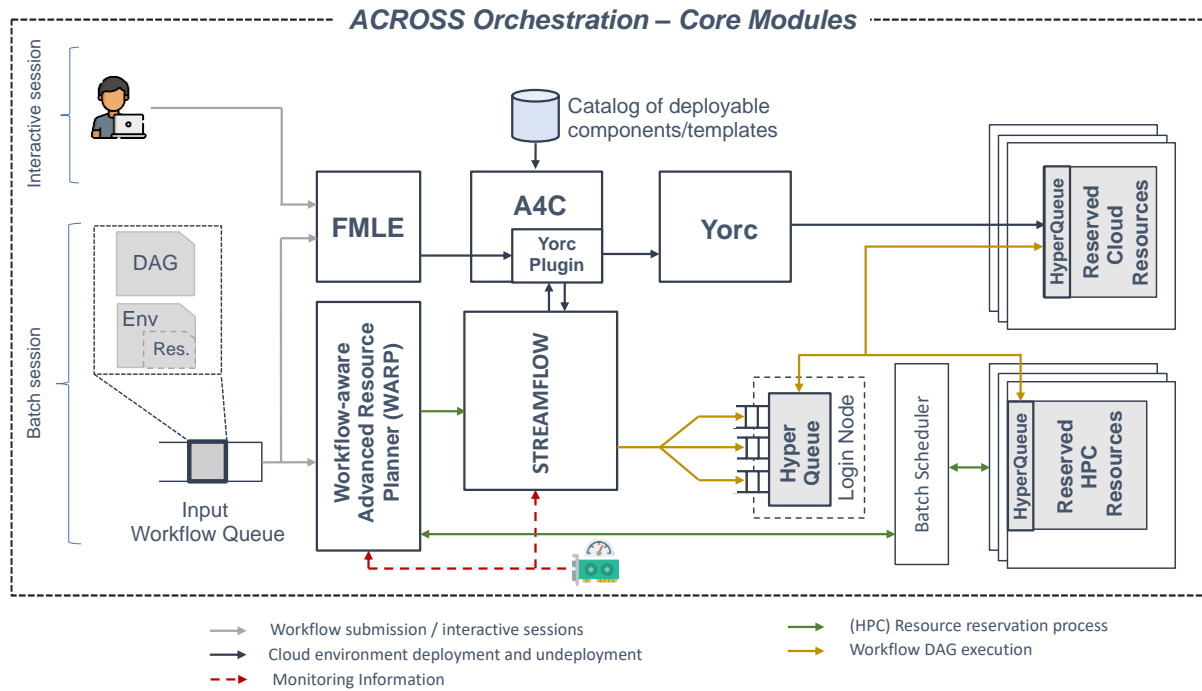 ACROSS Orchestration – Core Modules
Interactive session
Catalog of deployable
components/templates
FMLE
A4C
Yorc
Plugin
Yorc
HyperQueue
Reserved
Cloud
Resources
Batch session
DAG
Env
Res.
Input
Workflow Queue
Workflow-aware
Advanced Resource
Planner (WARP)
STREAMFLOW
Hyper
Queue
Login Node
Batch Scheduler
HyperQueue
Reserved
HPC
Resources
Workflow submission / interactive sessions
Cloud environment deployment and undeployment
Monitoring Information
(HPC) Resource reservation process
Workflow DAG execution